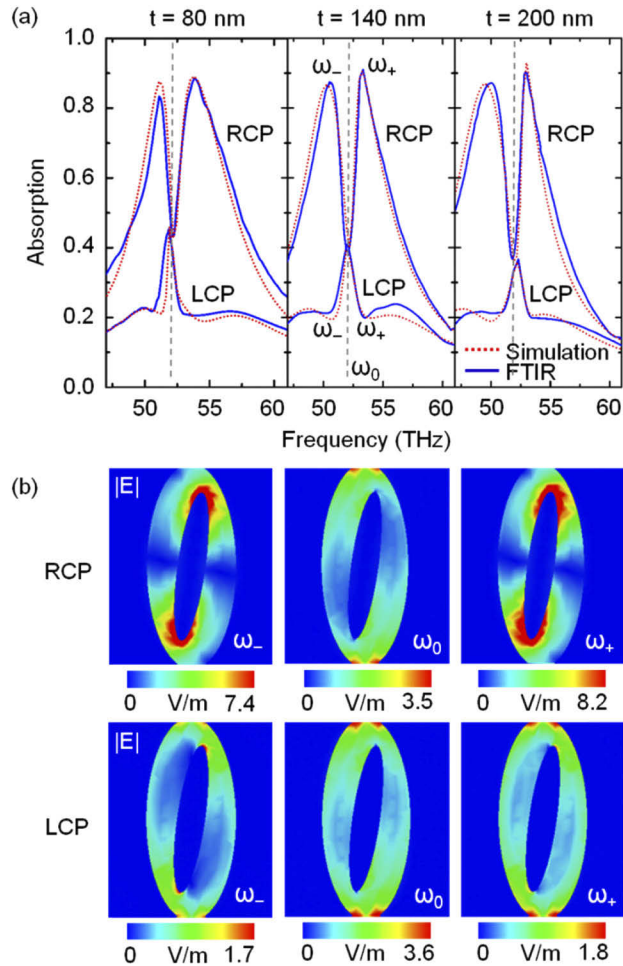 (a) t = 80 nm t = 140 nm t = 200 nm
1.0
0.8
0.6
0.4
0.2
0.0
Absorption
ω₋ ω₊
RCP RCP RCP
LCP LCP LCP
ω₋ ω₊
ω₀
Simulation
FTIR
50 55 60 50 55 60 50 55 60
Frequency (THz)
(b)
|E|
RCP
ω₋ ω₀ ω₊
0 V/m 7.4 0 V/m 3.5 0 V/m 8.2
|E|
LCP
ω₋ ω₀ ω₊
0 V/m 1.7 0 V/m 3.6 0 V/m 1.8